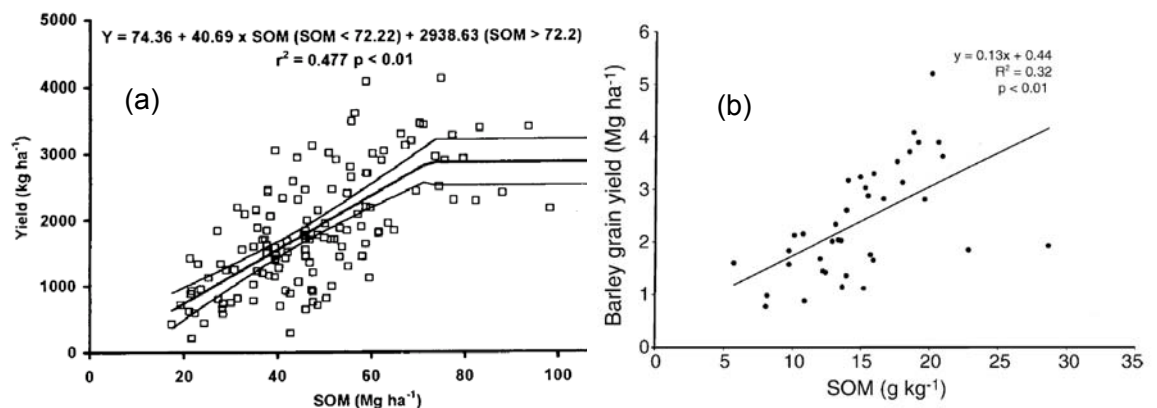 5000
4000
3000
2000
1000
0
Yield (kg ha⁻¹)
Y = 74.36 + 40.69 x SOM (SOM < 72.22) + 2938.63 (SOM > 72.2)
r² = 0.477 p < 0.01
(a)
0 20 40 60 80 100
SOM (Mg ha⁻¹)
6
5
4
3
2
1
0
Barley grain yield (Mg ha⁻¹)
y = 0.13x + 0.44
R² = 0.32
p < 0.01
(b)
0 5 10 15 20 25 30 35
SOM (g kg⁻¹)